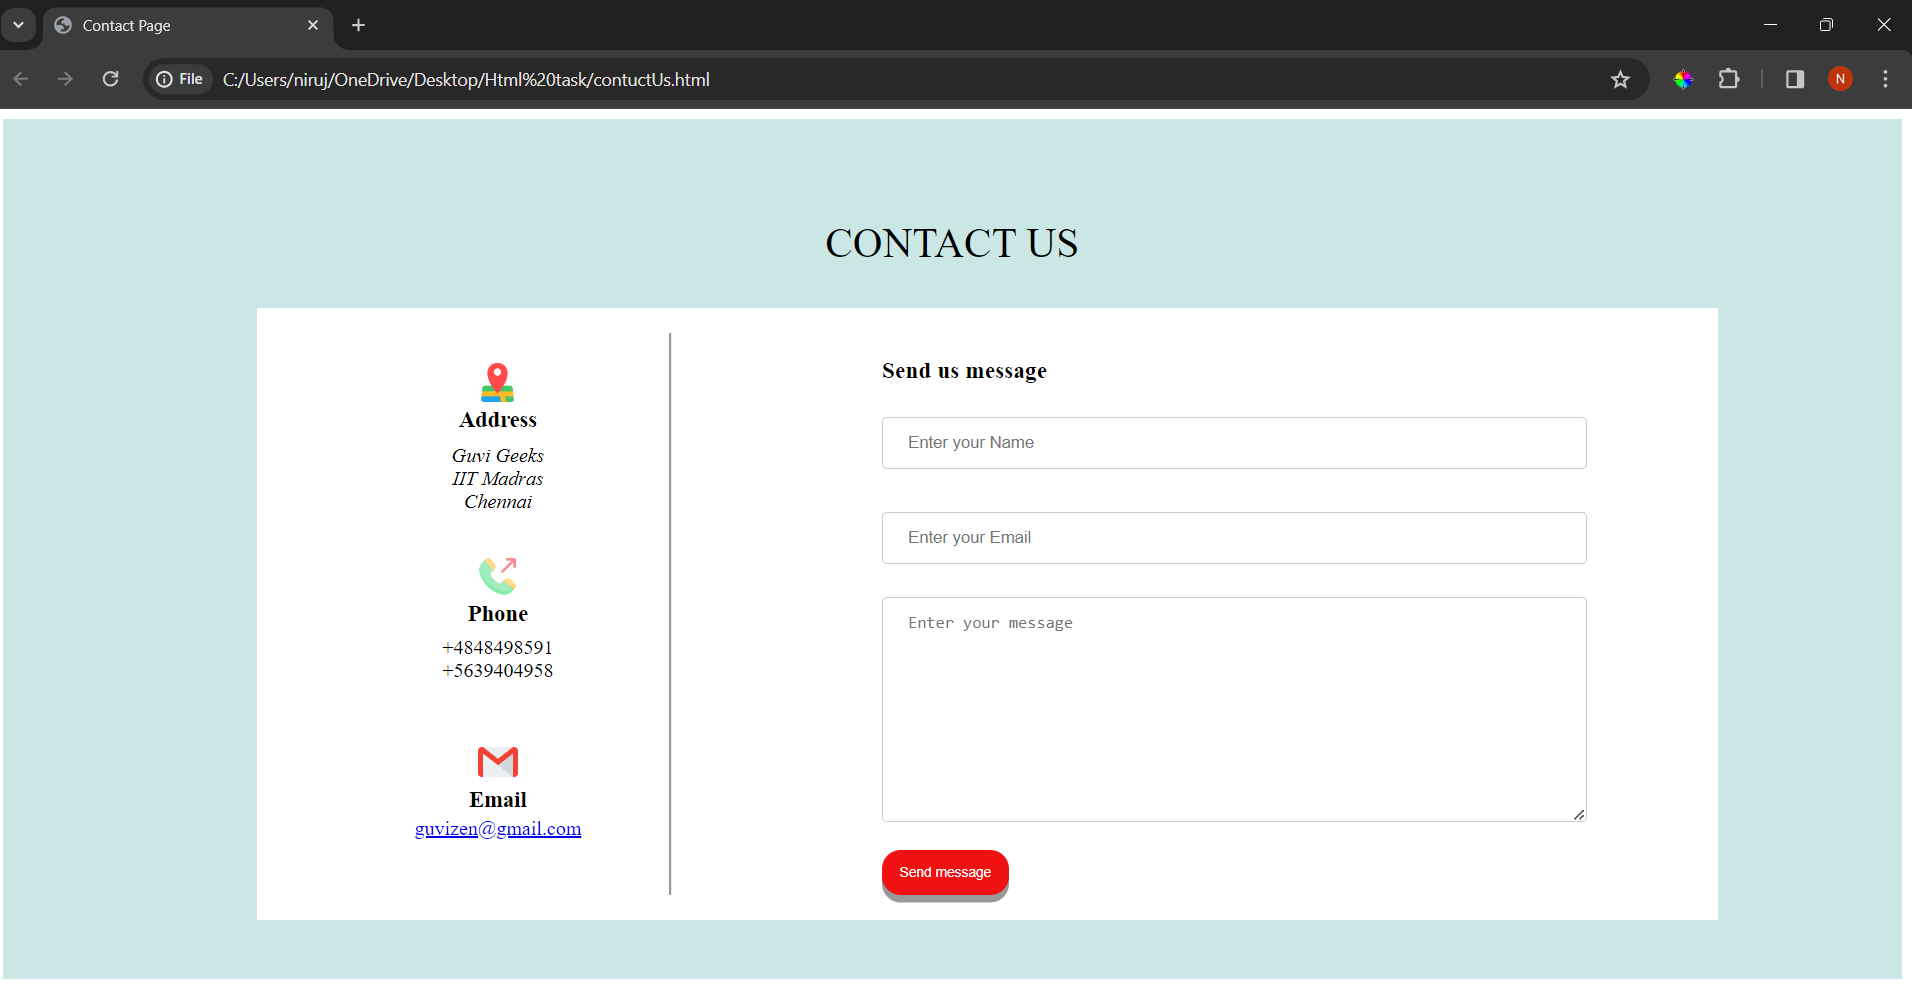 Contact Page
File
C:/Users/niruj/OneDrive/Desktop/Html%20task/contuctUs.html
N
CONTACT US
Address
Guvi Geeks
IIT Madras
Chennai
Phone
+4848498591
+5639404958
Email
guvizen@gmail.com
Send us message
Enter your Name
Enter your Email
Enter your message
Send message